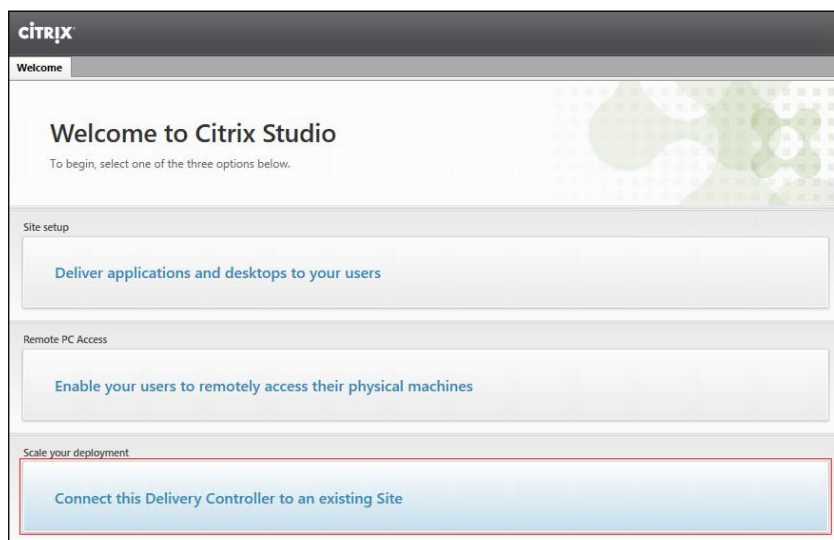 CİTRIX
Welcome
Welcome to Citrix Studio
To begin, select one of the three options below.
Site setup
Deliver applications and desktops to your users
Remote PC Access
Enable your users to remotely access their physical machines
Scale your deployment
Connect this Delivery Controller to an existing Site